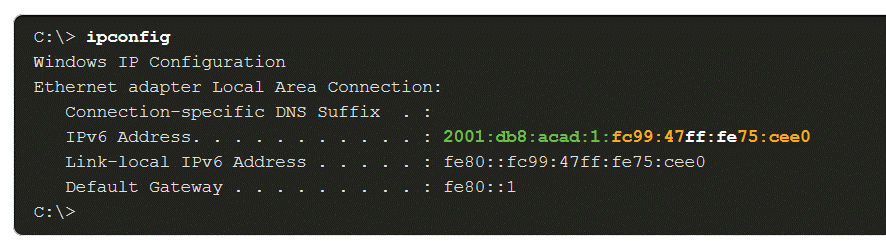 C:\> ipconfig
Windows IP Configuration
Ethernet adapter Local Area Connection:
Connection-specific DNS Suffix . :
IPv6 Address. . . . . . . . . . . : 2001:db8:acad:1:fc99:47ff:fe75:cee0
Link-local IPv6 Address . . . . . : fe80::fc99:47ff:fe75:cee0
Default Gateway . . . . . . . . . : fe80::1
C:\>